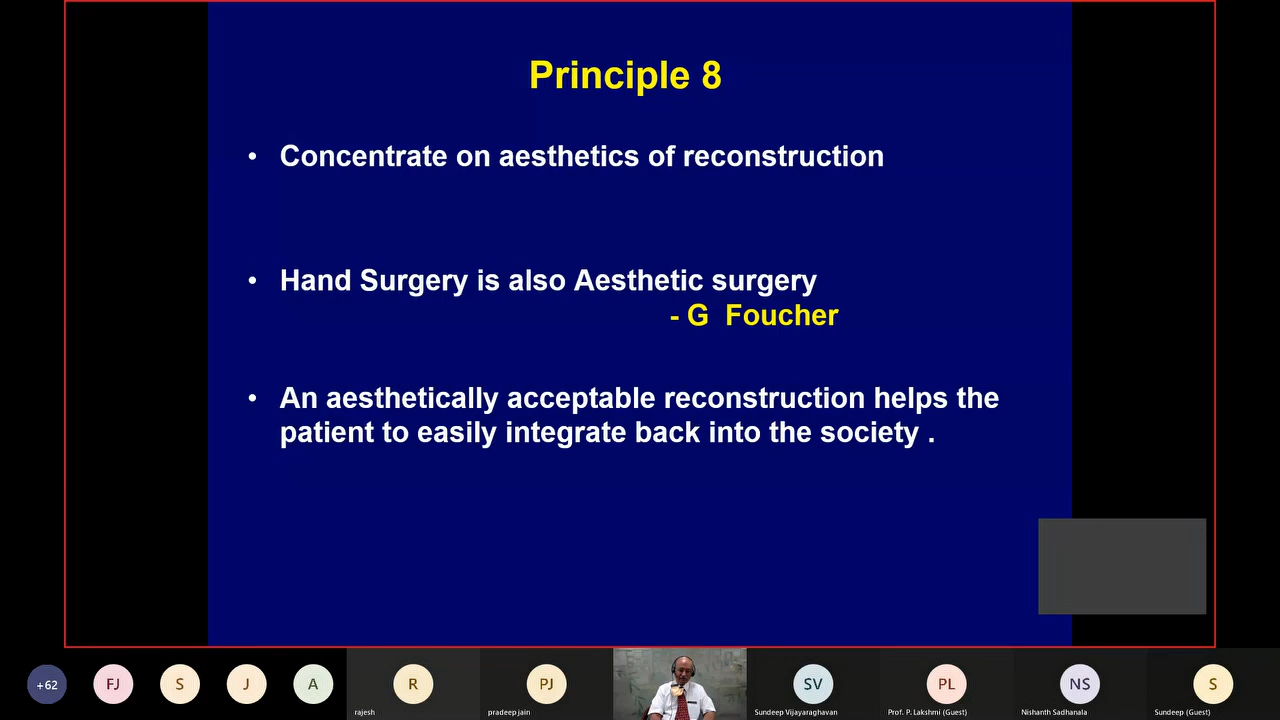 Principle 8
• Concentrate on aesthetics of reconstruction
• Hand Surgery is also Aesthetic surgery
- G Foucher
• An aesthetically acceptable reconstruction helps the
patient to easily integrate back into the society .
+62
FJ
S
J
A
R
rajesh
PJ
pradeep jain
SV
Sundeep Vijayaraghavan
PL
Prof. P. Lakshmi (Guest)
NS
Nishanth Sadhanala
S
Sundeep (Guest)